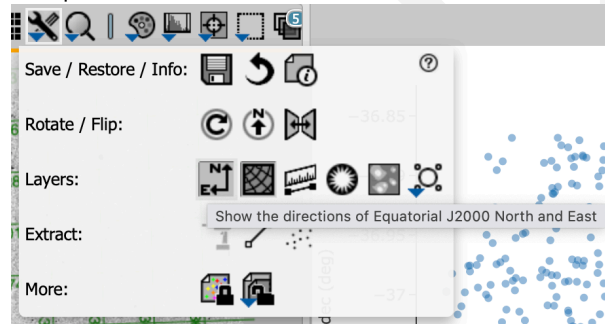 5
Save / Restore / Info:
?
Rotate / Flip:
C
N
-36.85
Layers:
N
E
Show the directions of Equatorial J2000 North and East
Extract:
1
-36.95
More:
-37
dec (deg)